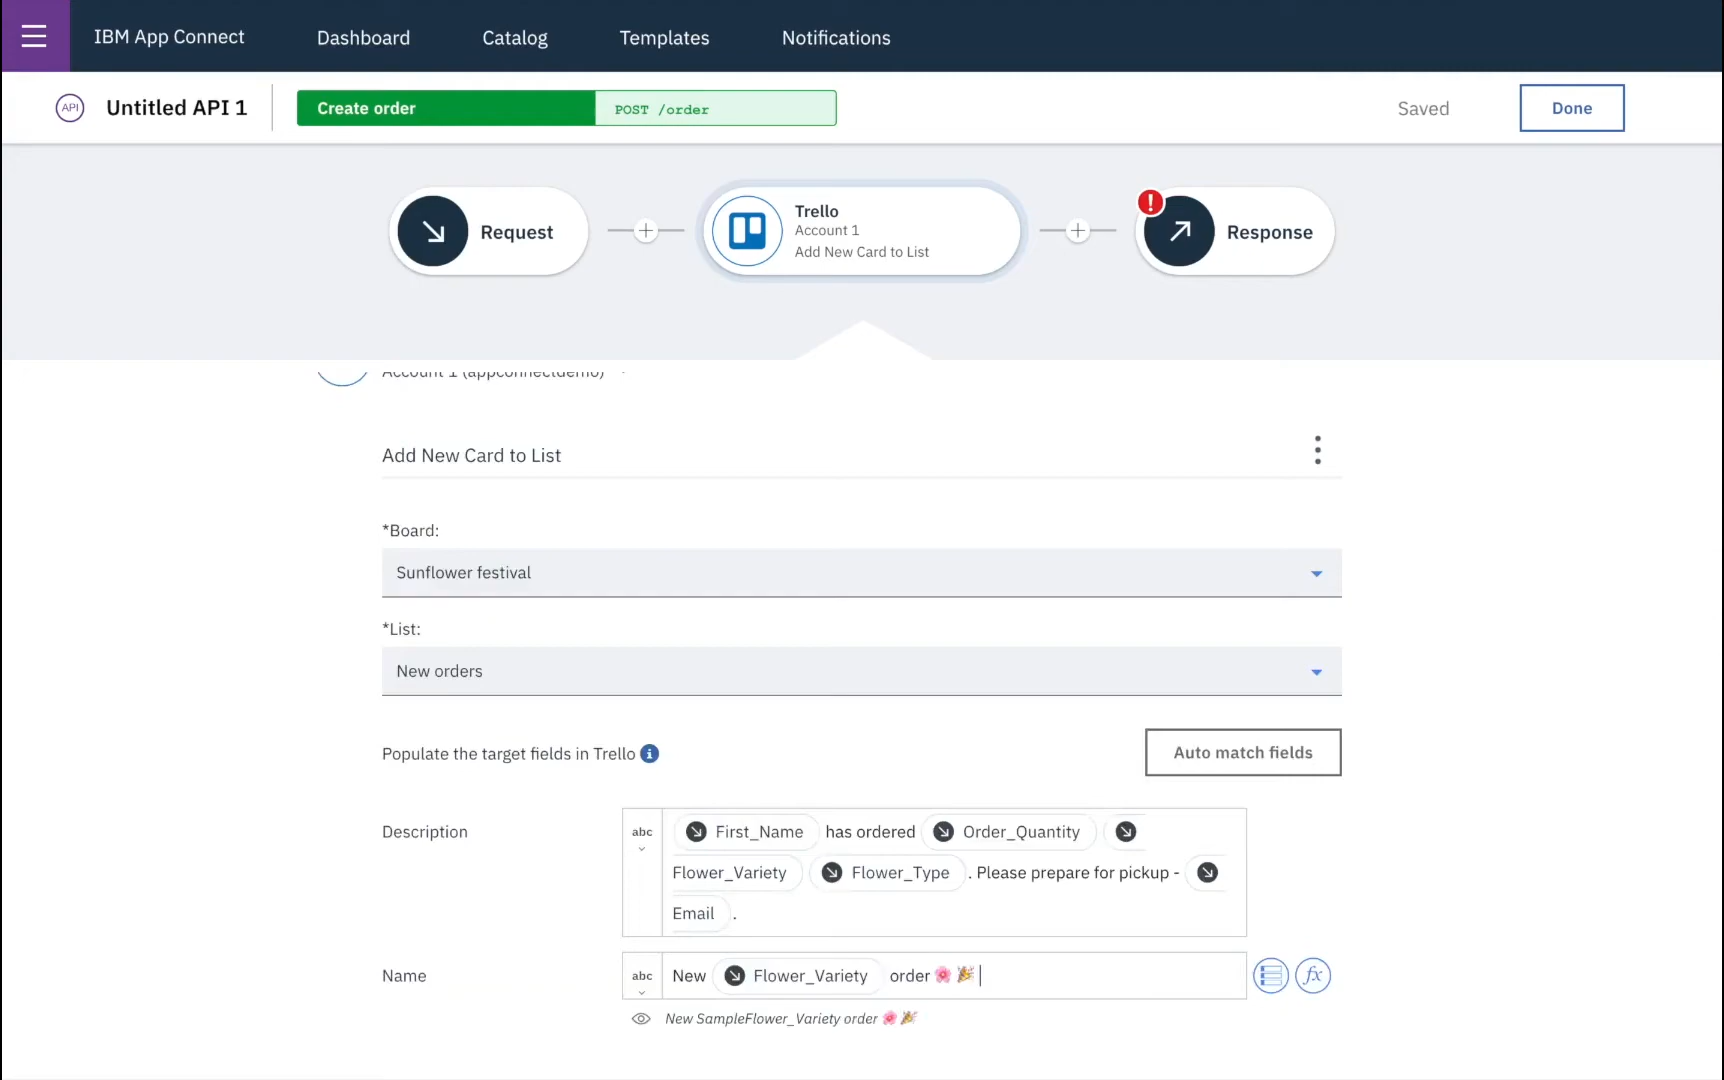 IBM App Connect Dashboard Catalog Templates Notifications
API Untitled API 1 Create order POST /order Saved Done
Request
Trello
Account 1
Add New Card to List
! Response
Account 1 (appconnectdemo)
Add New Card to List
*Board:
Sunflower festival
*List:
New orders
Populate the target fields in Trello i Auto match fields
Description abc First_Name has ordered Order_Quantity
Flower_Variety Flower_Type . Please prepare for pickup -
Email .
Name abc New Flower_Variety order 🌸 🎉
fx
New SampleFlower_Variety order 🌸 🎉